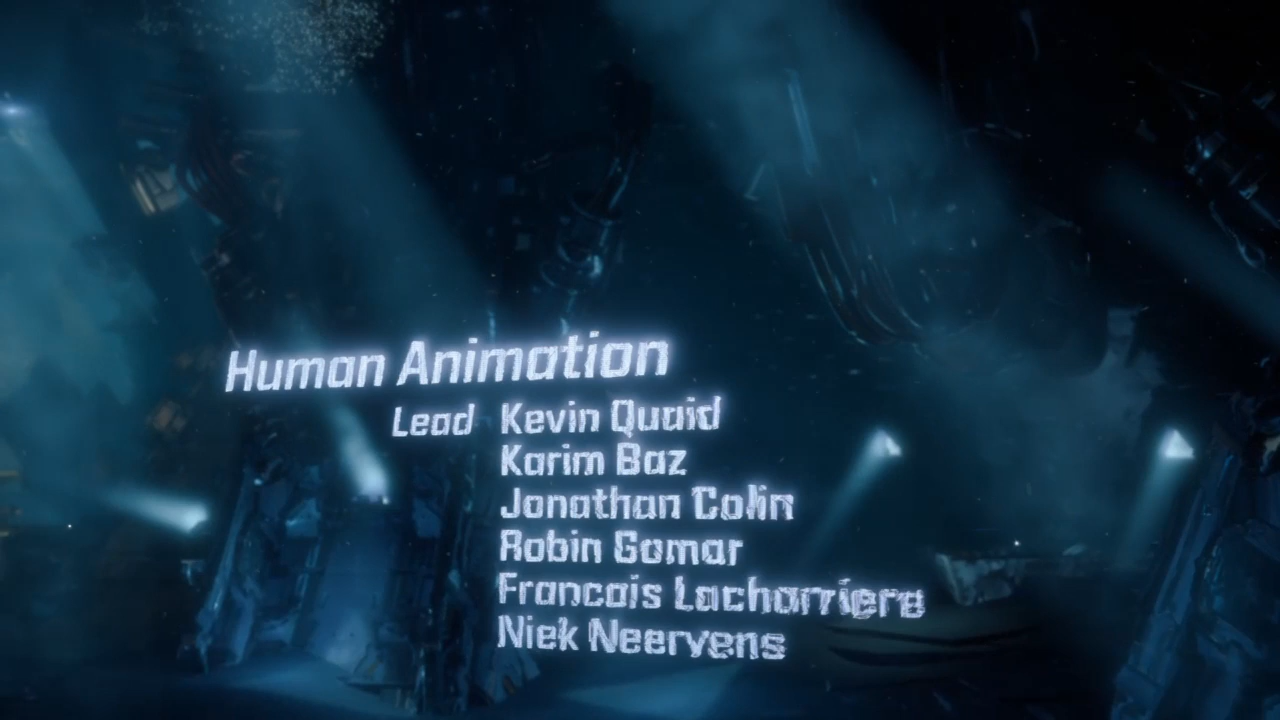 Human Animation
Lead Kevin Quaid
Karim Baz
Jonathan Colin
Robin Gomar
Francois Lacharriere
Niek Neervens